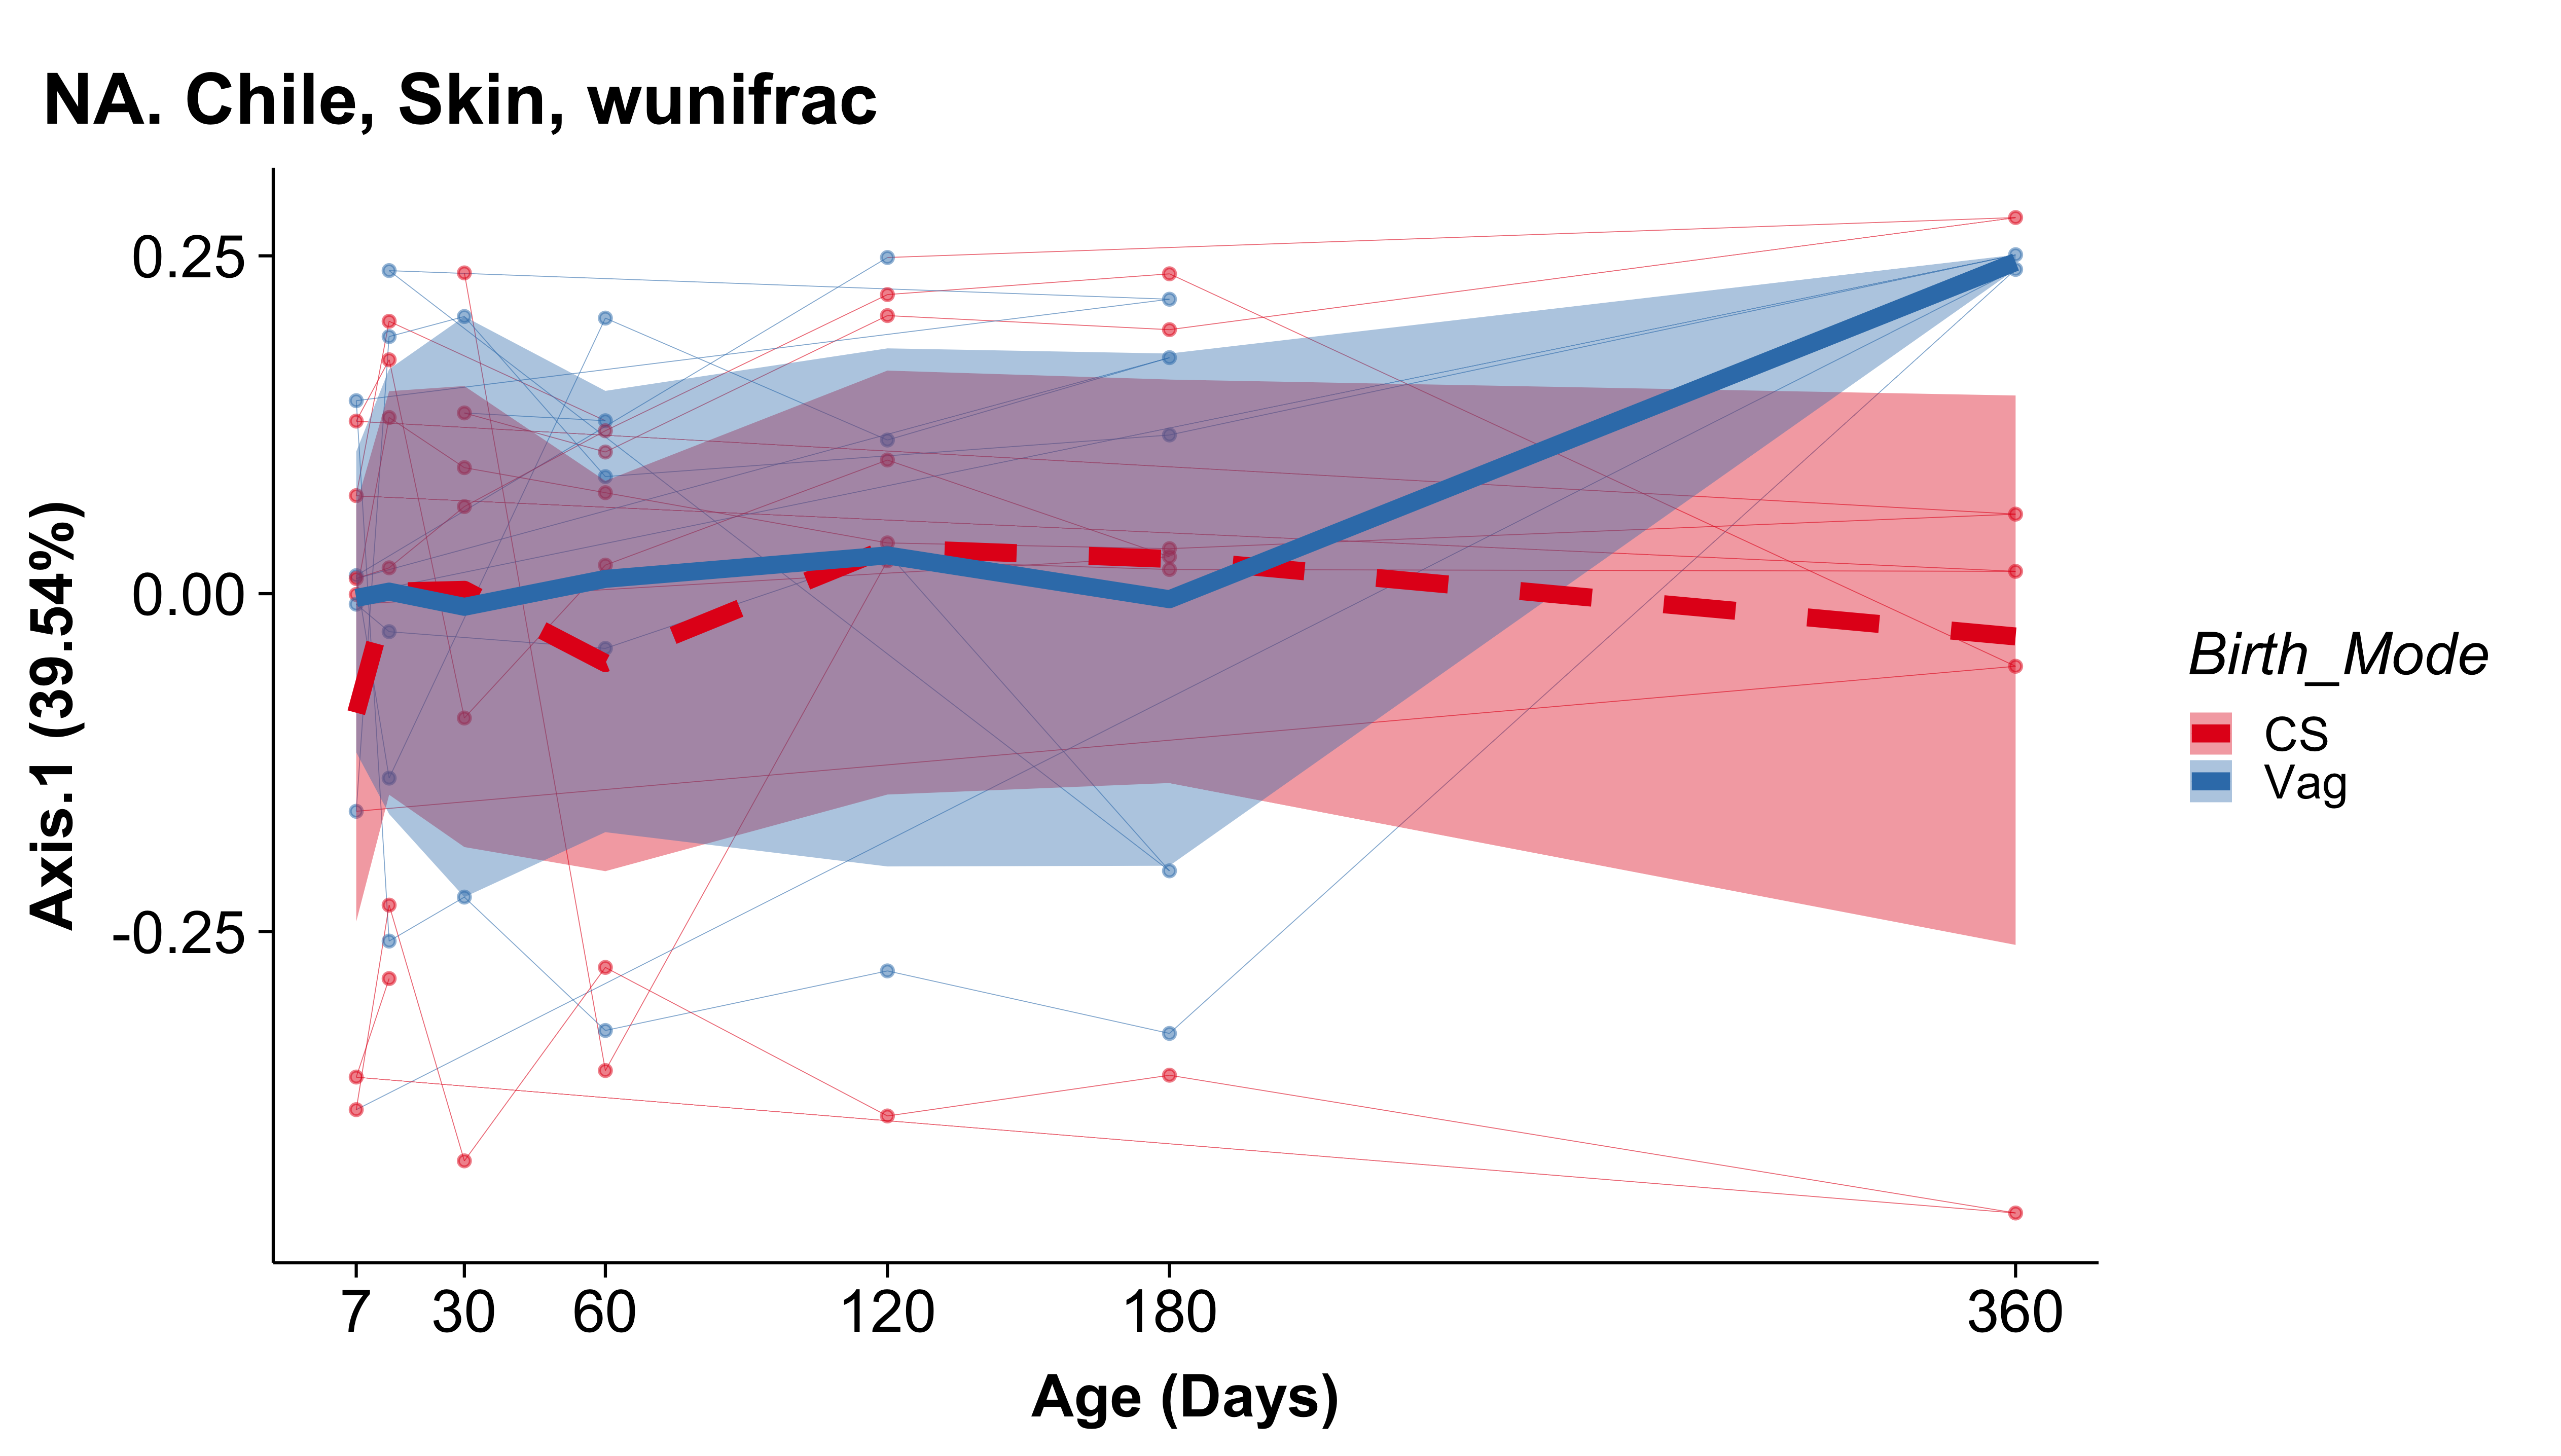 NA. Chile, Skin, wunifrac
Axis.1 (39.54%)
0.25
0.00
-0.25
7 30 60 120 180 360
Age (Days)
Birth_Mode
CS
Vag